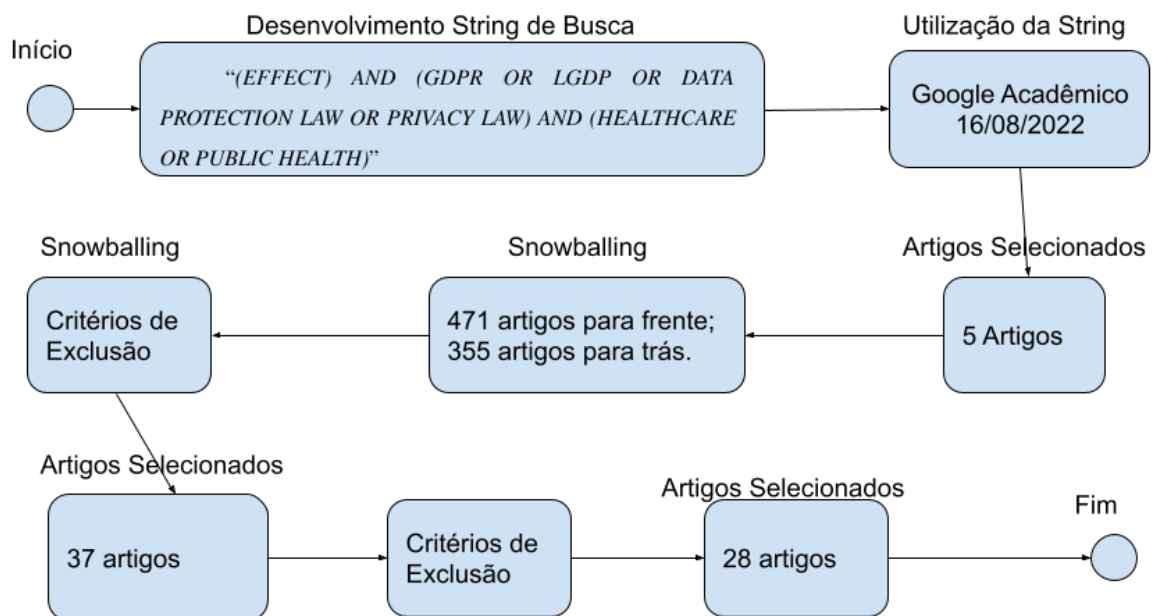 Início
Desenvolvimento String de Busca
“(EFFECT) AND (GDPR OR LGDP OR DATA
PROTECTION LAW OR PRIVACY LAW) AND (HEALTHCARE
OR PUBLIC HEALTH)”
Utilização da String
Google Acadêmico
16/08/2022
Artigos Selecionados
5 Artigos
Snowballing
471 artigos para frente;
355 artigos para trás.
Snowballing
Critérios de
Exclusão
Artigos Selecionados
37 artigos
Critérios de
Exclusão
Artigos Selecionados
28 artigos
Fim